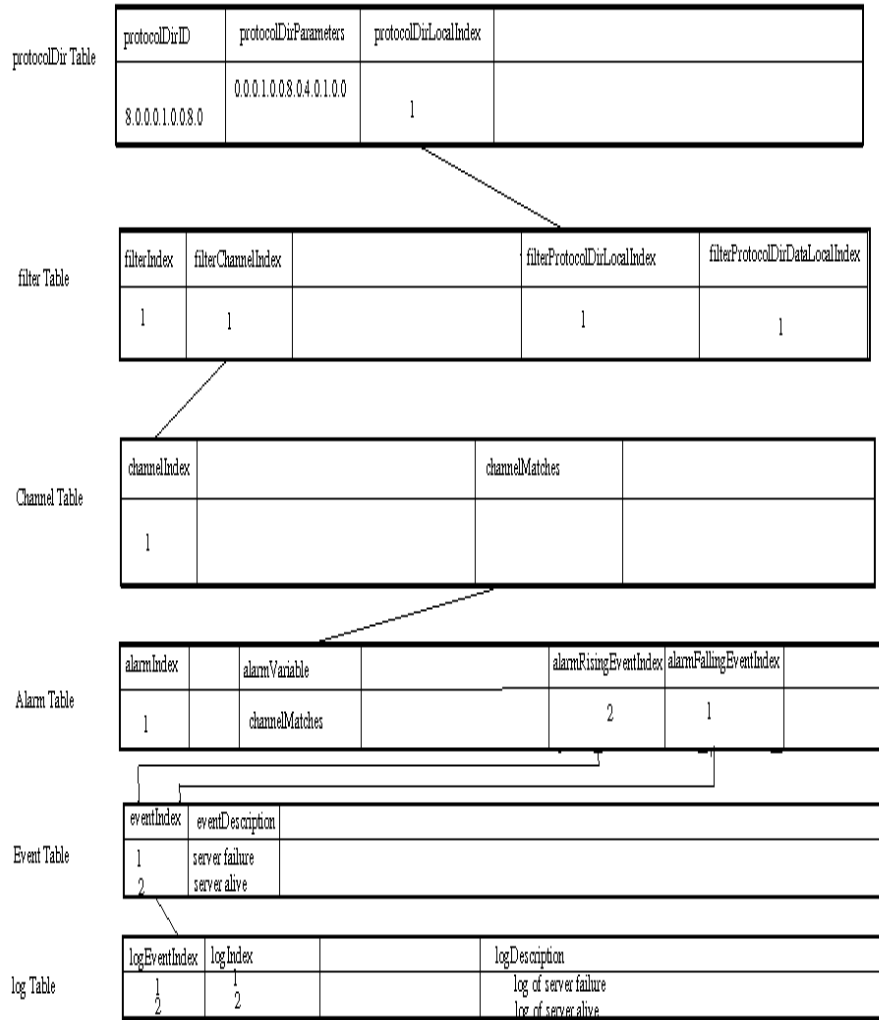 protocolDir Table
protocolDirID protocolDirParameters protocolDirLocalIndex
8.0.0.0.1.0.0.8.0 0.0.0.1.0.0.8.0.4.0.1.0.0 1
filter Table
filterIndex filterChannelIndex filterProtocolDirLocalIndex filterProtocolDirDataLocalIndex
1 1 1 1
Channel Table
channelIndex channelMatches
1
Alarm Table
alarmIndex alarmVariable alarmRisingEventIndex alarmFallingEventIndex
1 channelMatches 2 1
Event Table
eventIndex eventDescription
1 server failure
2 server alive
log Table
logEventIndex logIndex logDescription
1 1 log of server failure
2 2 log of server alive